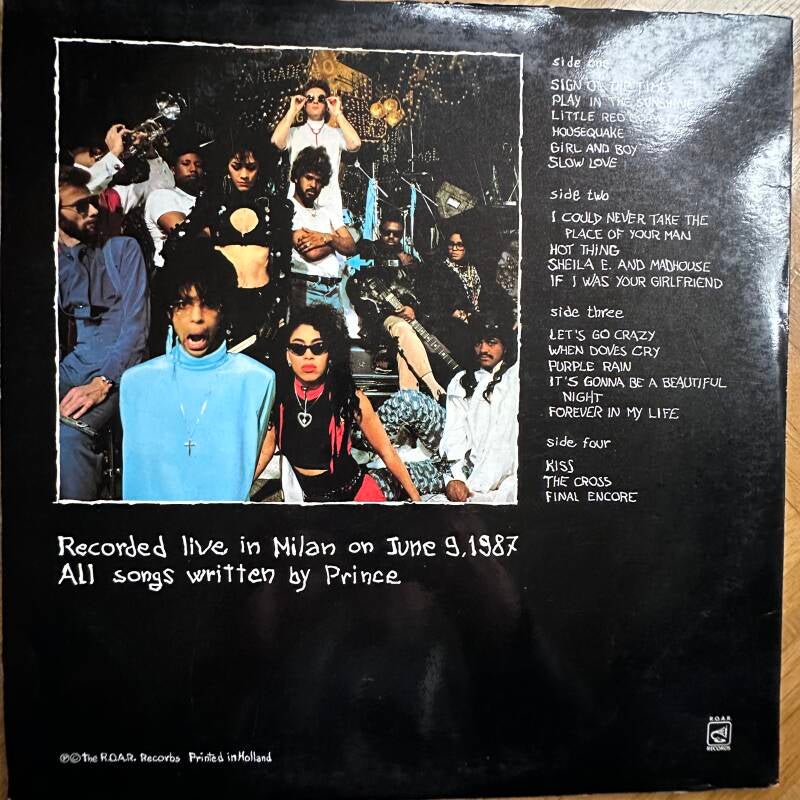 side one
SIGN OF THE TIMES
PLAY IN THE SUNSHINE
LITTLE RED
HOUSEQUAKE
GIRL AND BOY
SLOW LOVE
side two
I COULD NEVER TAKE THE
PLACE OF YOUR MAN
HOT THING
SHEILA E. AND MADHOUSE
IF I WAS YOUR GIRLFRIEND
side three
LET'S GO CRAZY
WHEN DOVES CRY
PURPLE RAIN
IT'S GONNA BE A BEAUTIFUL
NIGHT
FOREVER IN MY LIFE
side four
KISS
THE CROSS
FINAL ENCORE
Recorded live in Milan on June 9,1987
All songs written by Prince
℗©the R.O.A.R. Records Printed in Holland
R.O.A.R.
RECORDS